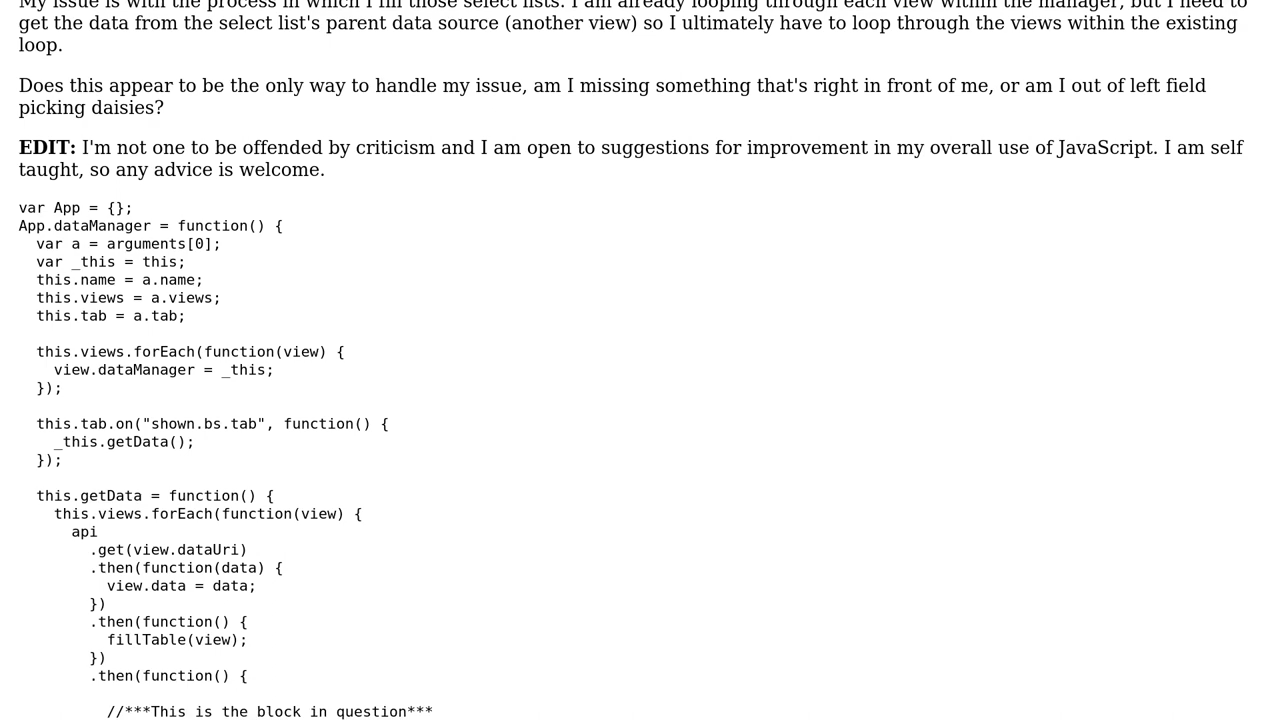 My issue is with the process in which I fill those select lists. I am already looping through each view within the manager, but I need to
get the data from the select list's parent data source (another view) so I ultimately have to loop through the views within the existing
loop.
Does this appear to be the only way to handle my issue, am I missing something that's right in front of me, or am I out of left field
picking daisies?
EDIT: I'm not one to be offended by criticism and I am open to suggestions for improvement in my overall use of JavaScript. I am self
taught, so any advice is welcome.
var App = {};
App.dataManager = function() {
  var a = arguments[0];
  var _this = this;
  this.name = a.name;
  this.views = a.views;
  this.tab = a.tab;
  this.views.forEach(function(view) {
    view.dataManager = _this;
  });
  this.tab.on("shown.bs.tab", function() {
    _this.getData();
  });
  this.getData = function() {
    this.views.forEach(function(view) {
      api
        .get(view.dataUri)
        .then(function(data) {
          view.data = data;
        })
        .then(function() {
          fillTable(view);
        })
        .then(function() {
          //***This is the block in question***